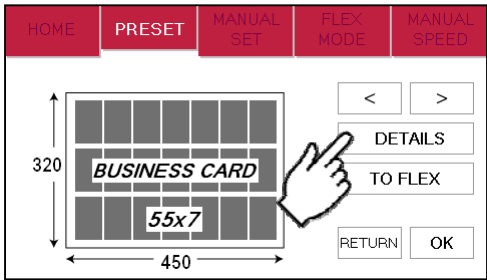 HOME
PRESET
MANUAL
SET
FLEX
MODE
MANUAL
SPEED
< >
DETAILS
TO FLEX
320
BUSINESS CARD
55x7
450
RETURN
OK